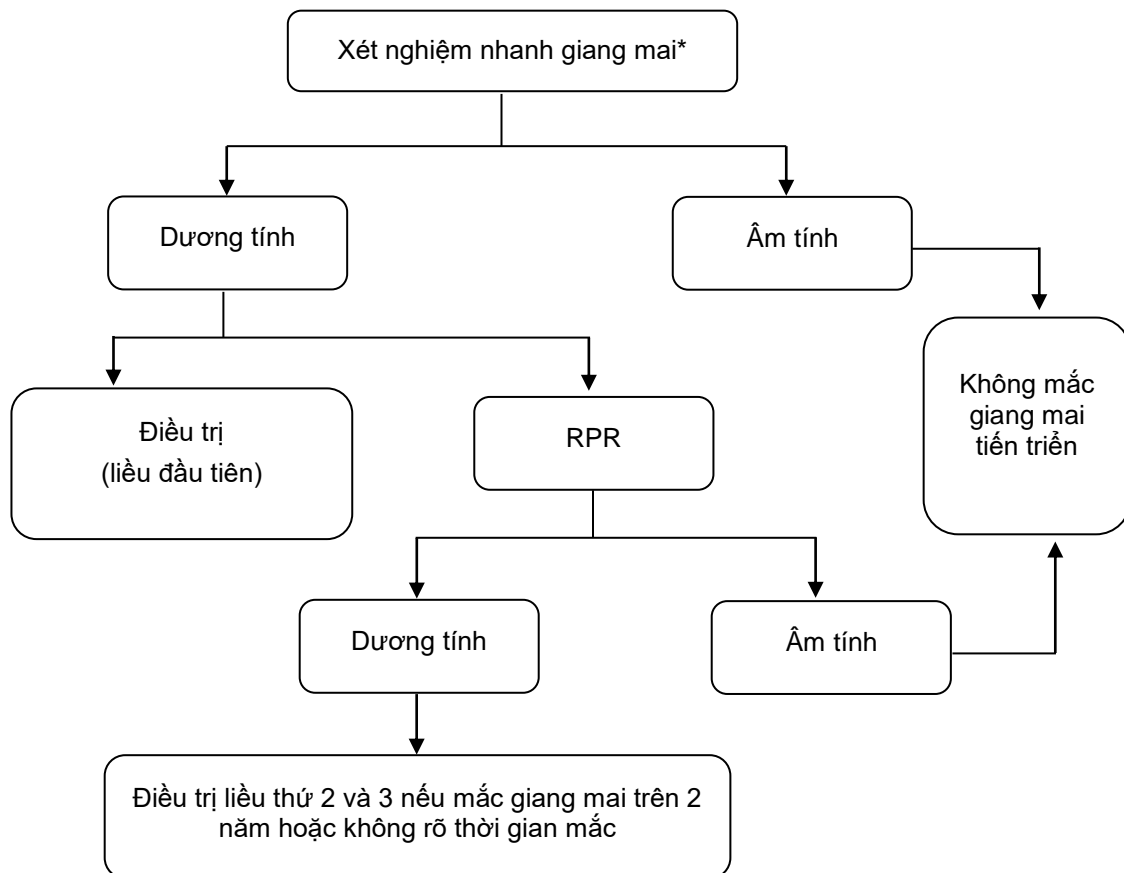 Xét nghiệm nhanh giang mai*
Dương tính
Âm tính
Điều trị
(liều đầu tiên)
RPR
Không mắc
giang mai
tiến triển
Dương tính
Âm tính
Điều trị liều thứ 2 và 3 nếu mắc giang mai trên 2
năm hoặc không rõ thời gian mắc